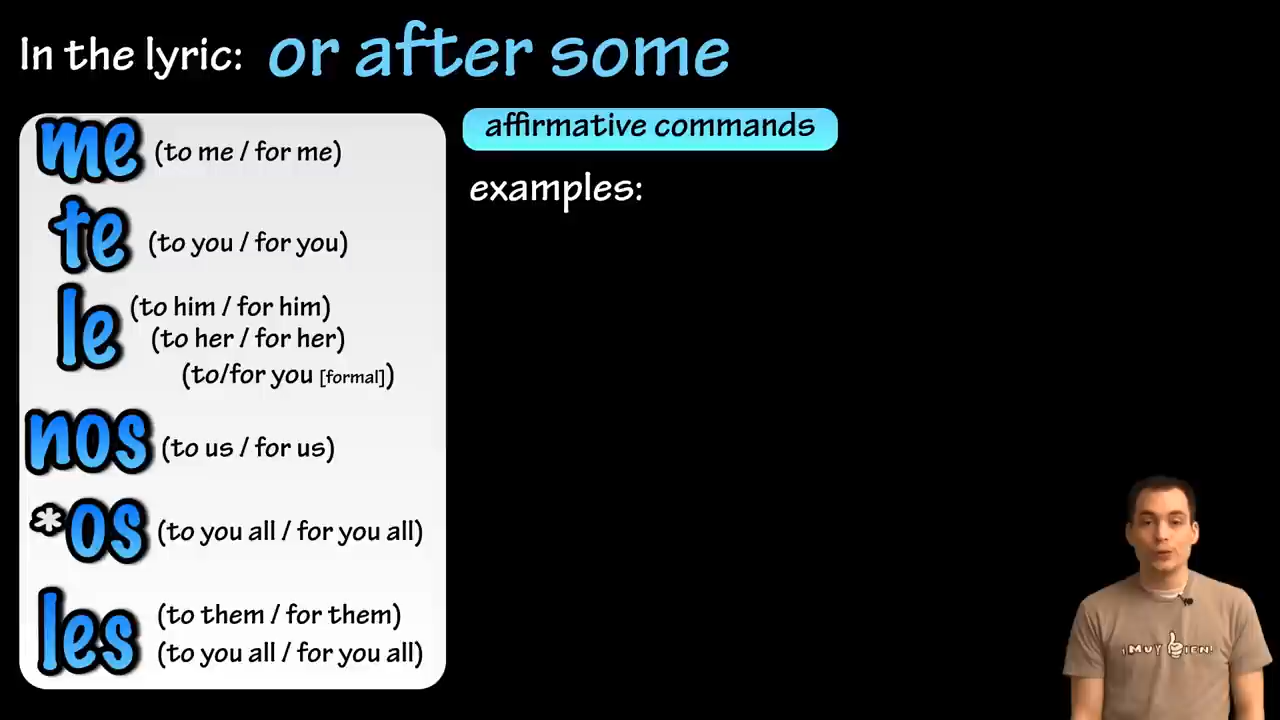 In the lyric: or after some
me (to me / for me)
te (to you / for you)
le (to him / for him)
(to her / for her)
(to/for you [formal])
nos (to us / for us)
*os (to you all / for you all)
les (to them / for them)
(to you all / for you all)
affirmative commands
examples:
¡MUY BIEN!